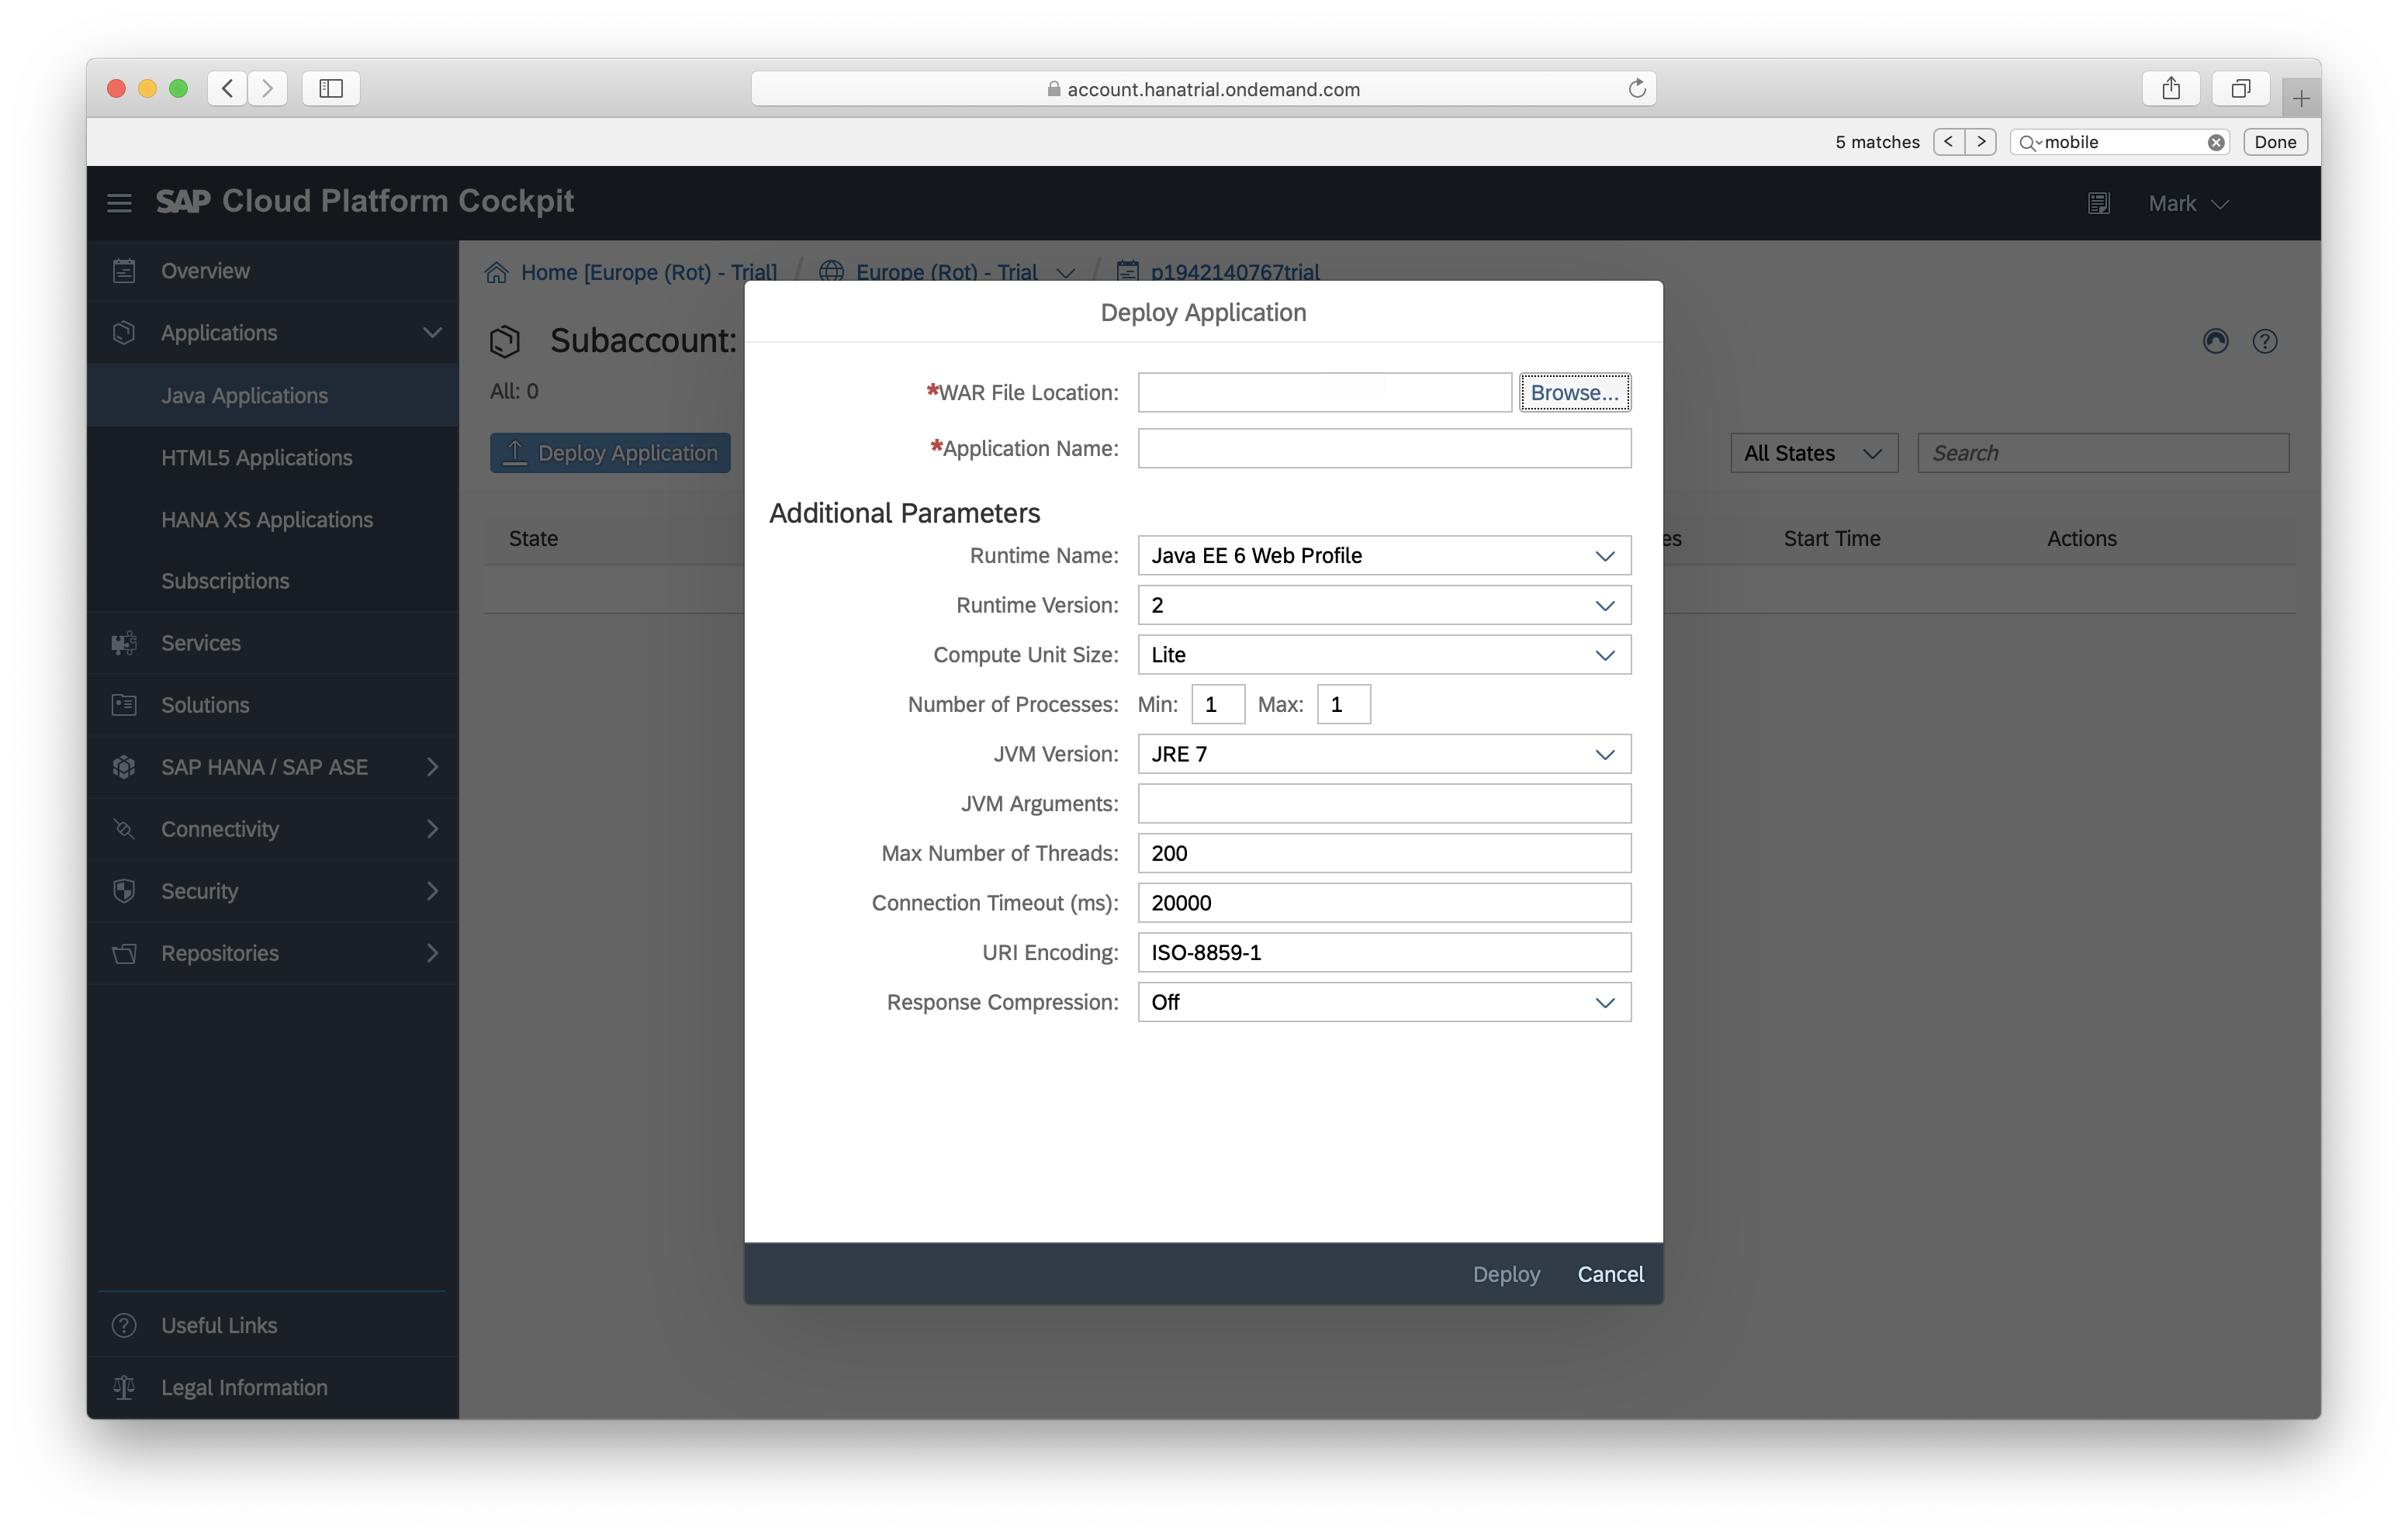 account.hanatrial.ondemand.com
5 matches
mobile
Done
SAP Cloud Platform Cockpit
Mark
Overview
Applications
Java Applications
HTML5 Applications
HANA XS Applications
Subscriptions
Services
Solutions
SAP HANA / SAP ASE
Connectivity
Security
Repositories
Useful Links
Legal Information
Home [Europe (Rot) - Trial] / Europe (Rot) - Trial / p1942140767trial
Subaccount:
All: 0
Deploy Application
All States
Search
State
es
Start Time
Actions
Deploy Application
*WAR File Location:
Browse...
*Application Name:
Additional Parameters
Runtime Name: Java EE 6 Web Profile
Runtime Version: 2
Compute Unit Size: Lite
Number of Processes: Min: 1 Max: 1
JVM Version: JRE 7
JVM Arguments:
Max Number of Threads: 200
Connection Timeout (ms): 20000
URI Encoding: ISO-8859-1
Response Compression: Off
Deploy
Cancel